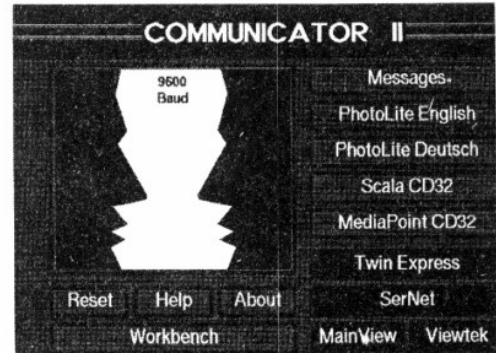 COMMUNICATOR II
9600
Baud
Messages
PhotoLite English
PhotoLite Deutsch
Scala CD32
MediaPoint CD32
Twin Express
SerNet
Reset Help About
Workbench
MainView Viewtek